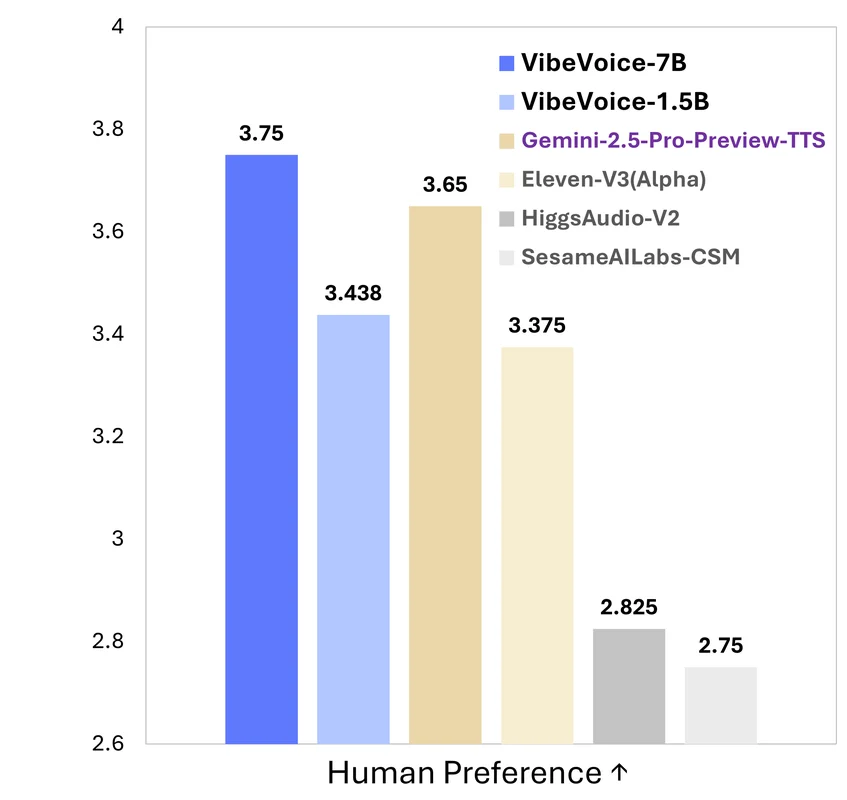 4
3.8
3.6
3.4
3.2
3
2.8
2.6
VibeVoice-7B
VibeVoice-1.5B
Gemini-2.5-Pro-Preview-TTS
Eleven-V3(Alpha)
HiggsAudio-V2
SesameAILabs-CSM
3.75
3.438
3.65
3.375
2.825
2.75
Human Preference ↑